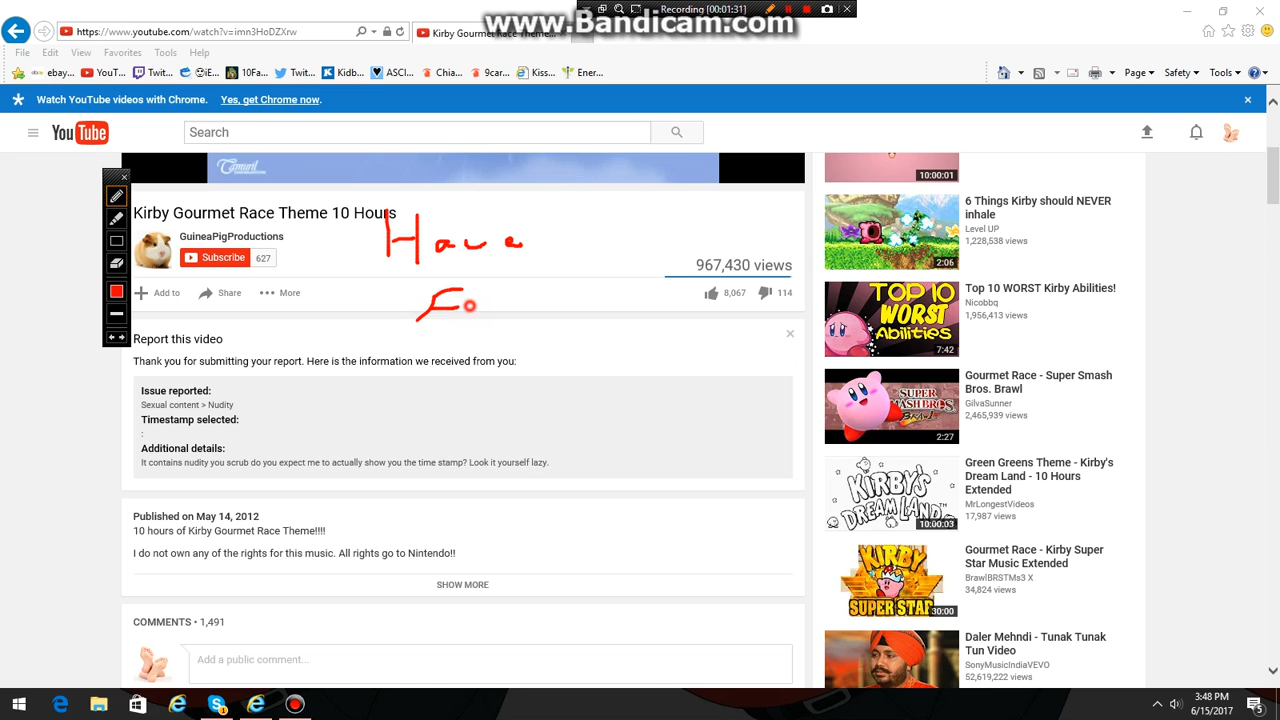 Recording [00:01:31]
www.Bandicam.com
https://www.youtube.com/watch?v=imn3HoDZXrw
Kirby Gourmet Race Theme...
File Edit View Favorites Tools Help
ebay... YouT... Twit... 10Fa... Twit... Kidb... ASCI... Chia... 9car... Kiss... Ener...
Page Safety Tools
Watch YouTube videos with Chrome. Yes, get Chrome now.
YouTube
Search
10:00:01
Kirby Gourmet Race Theme 10 Hours
GuineaPigProductions
Subscribe 627
Have
967,430 views
Add to Share More
8,067 114
Report this video
Thank you for submitting your report. Here is the information we received from you:
Issue reported:
Sexual content > Nudity
Timestamp selected:
:
Additional details:
It contains nudity you scrub do you expect me to actually show you the time stamp? Look it yourself lazy.
Published on May 14, 2012
10 hours of Kirby Gourmet Race Theme!!!!
I do not own any of the rights for this music. All rights go to Nintendo!!
SHOW MORE
COMMENTS • 1,491
Add a public comment...
6 Things Kirby should NEVER
inhale
Level UP
1,228,538 views
2:06
TOP 10
WORST
Abilities
7:42
Top 10 WORST Kirby Abilities!
Nicobbq
1,956,413 views
SUPER
SMASH BROS.
Brawl
2:27
Gourmet Race - Super Smash
Bros. Brawl
GilvaSunner
2,465,939 views
KIRBY'S
DREAM LAND
10:00:03
Green Greens Theme - Kirby's
Dream Land - 10 Hours
Extended
MrLongestVideos
17,987 views
KIRBY
SUPER STAR
30:00
Gourmet Race - Kirby Super
Star Music Extended
BrawlBRSTMs3 X
34,824 views
Daler Mehndi - Tunak Tunak
Tun Video
SonyMusicIndiaVEVO
52,619,222 views
3:48 PM
6/15/2017